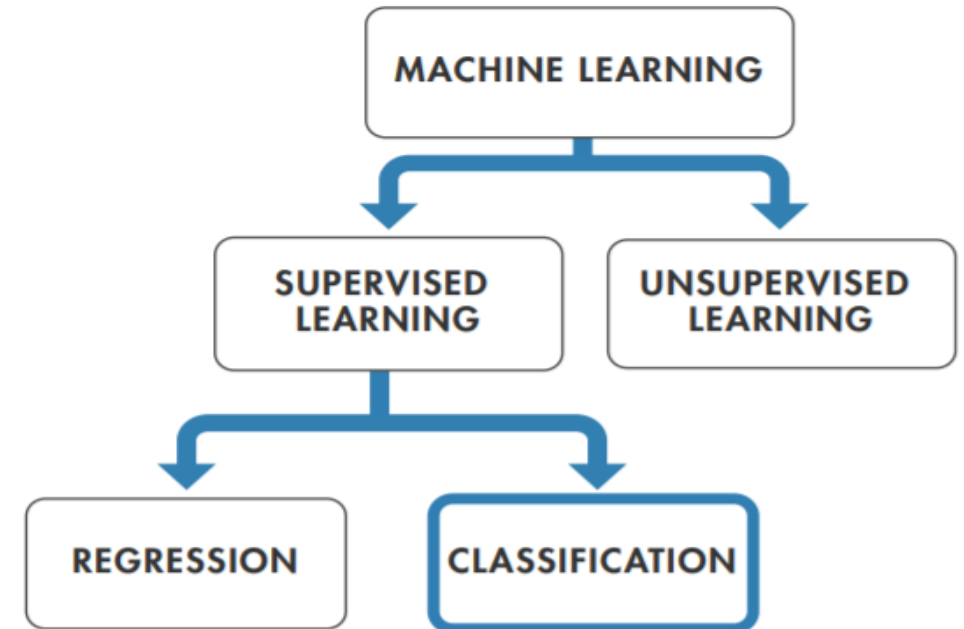 MACHINE LEARNING
SUPERVISED
LEARNING
UNSUPERVISED
LEARNING
REGRESSION
CLASSIFICATION